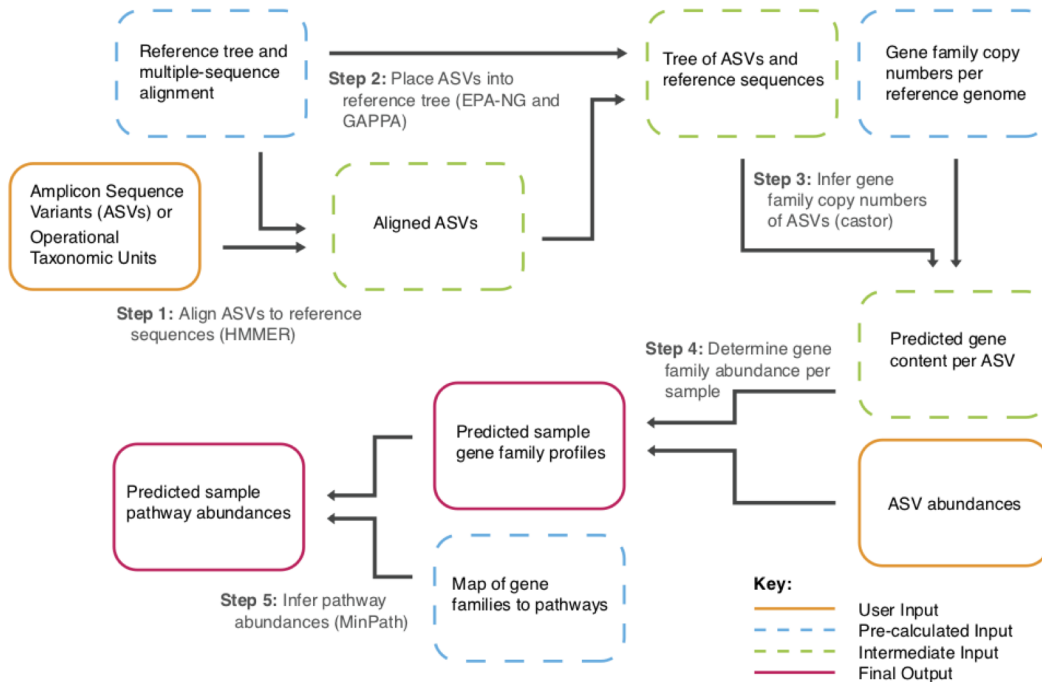 Reference tree and
multiple-sequence
alignment
Step 2: Place ASVs into
reference tree (EPA-NG and
GAPPA)
Tree of ASVs and
reference sequences
Gene family copy
numbers per
reference genome
Amplicon Sequence
Variants (ASVs) or
Operational
Taxonomic Units
Aligned ASVs
Step 3: Infer gene
family copy numbers
of ASVs (castor)
Step 1: Align ASVs to reference
sequences (HMMER)
Predicted gene
content per ASV
Step 4: Determine gene
family abundance per
sample
Predicted sample
gene family profiles
Predicted sample
pathway abundances
ASV abundances
Map of gene
families to pathways
Step 5: Infer pathway
abundances (MinPath)
Key:
User Input
Pre-calculated Input
Intermediate Input
Final Output